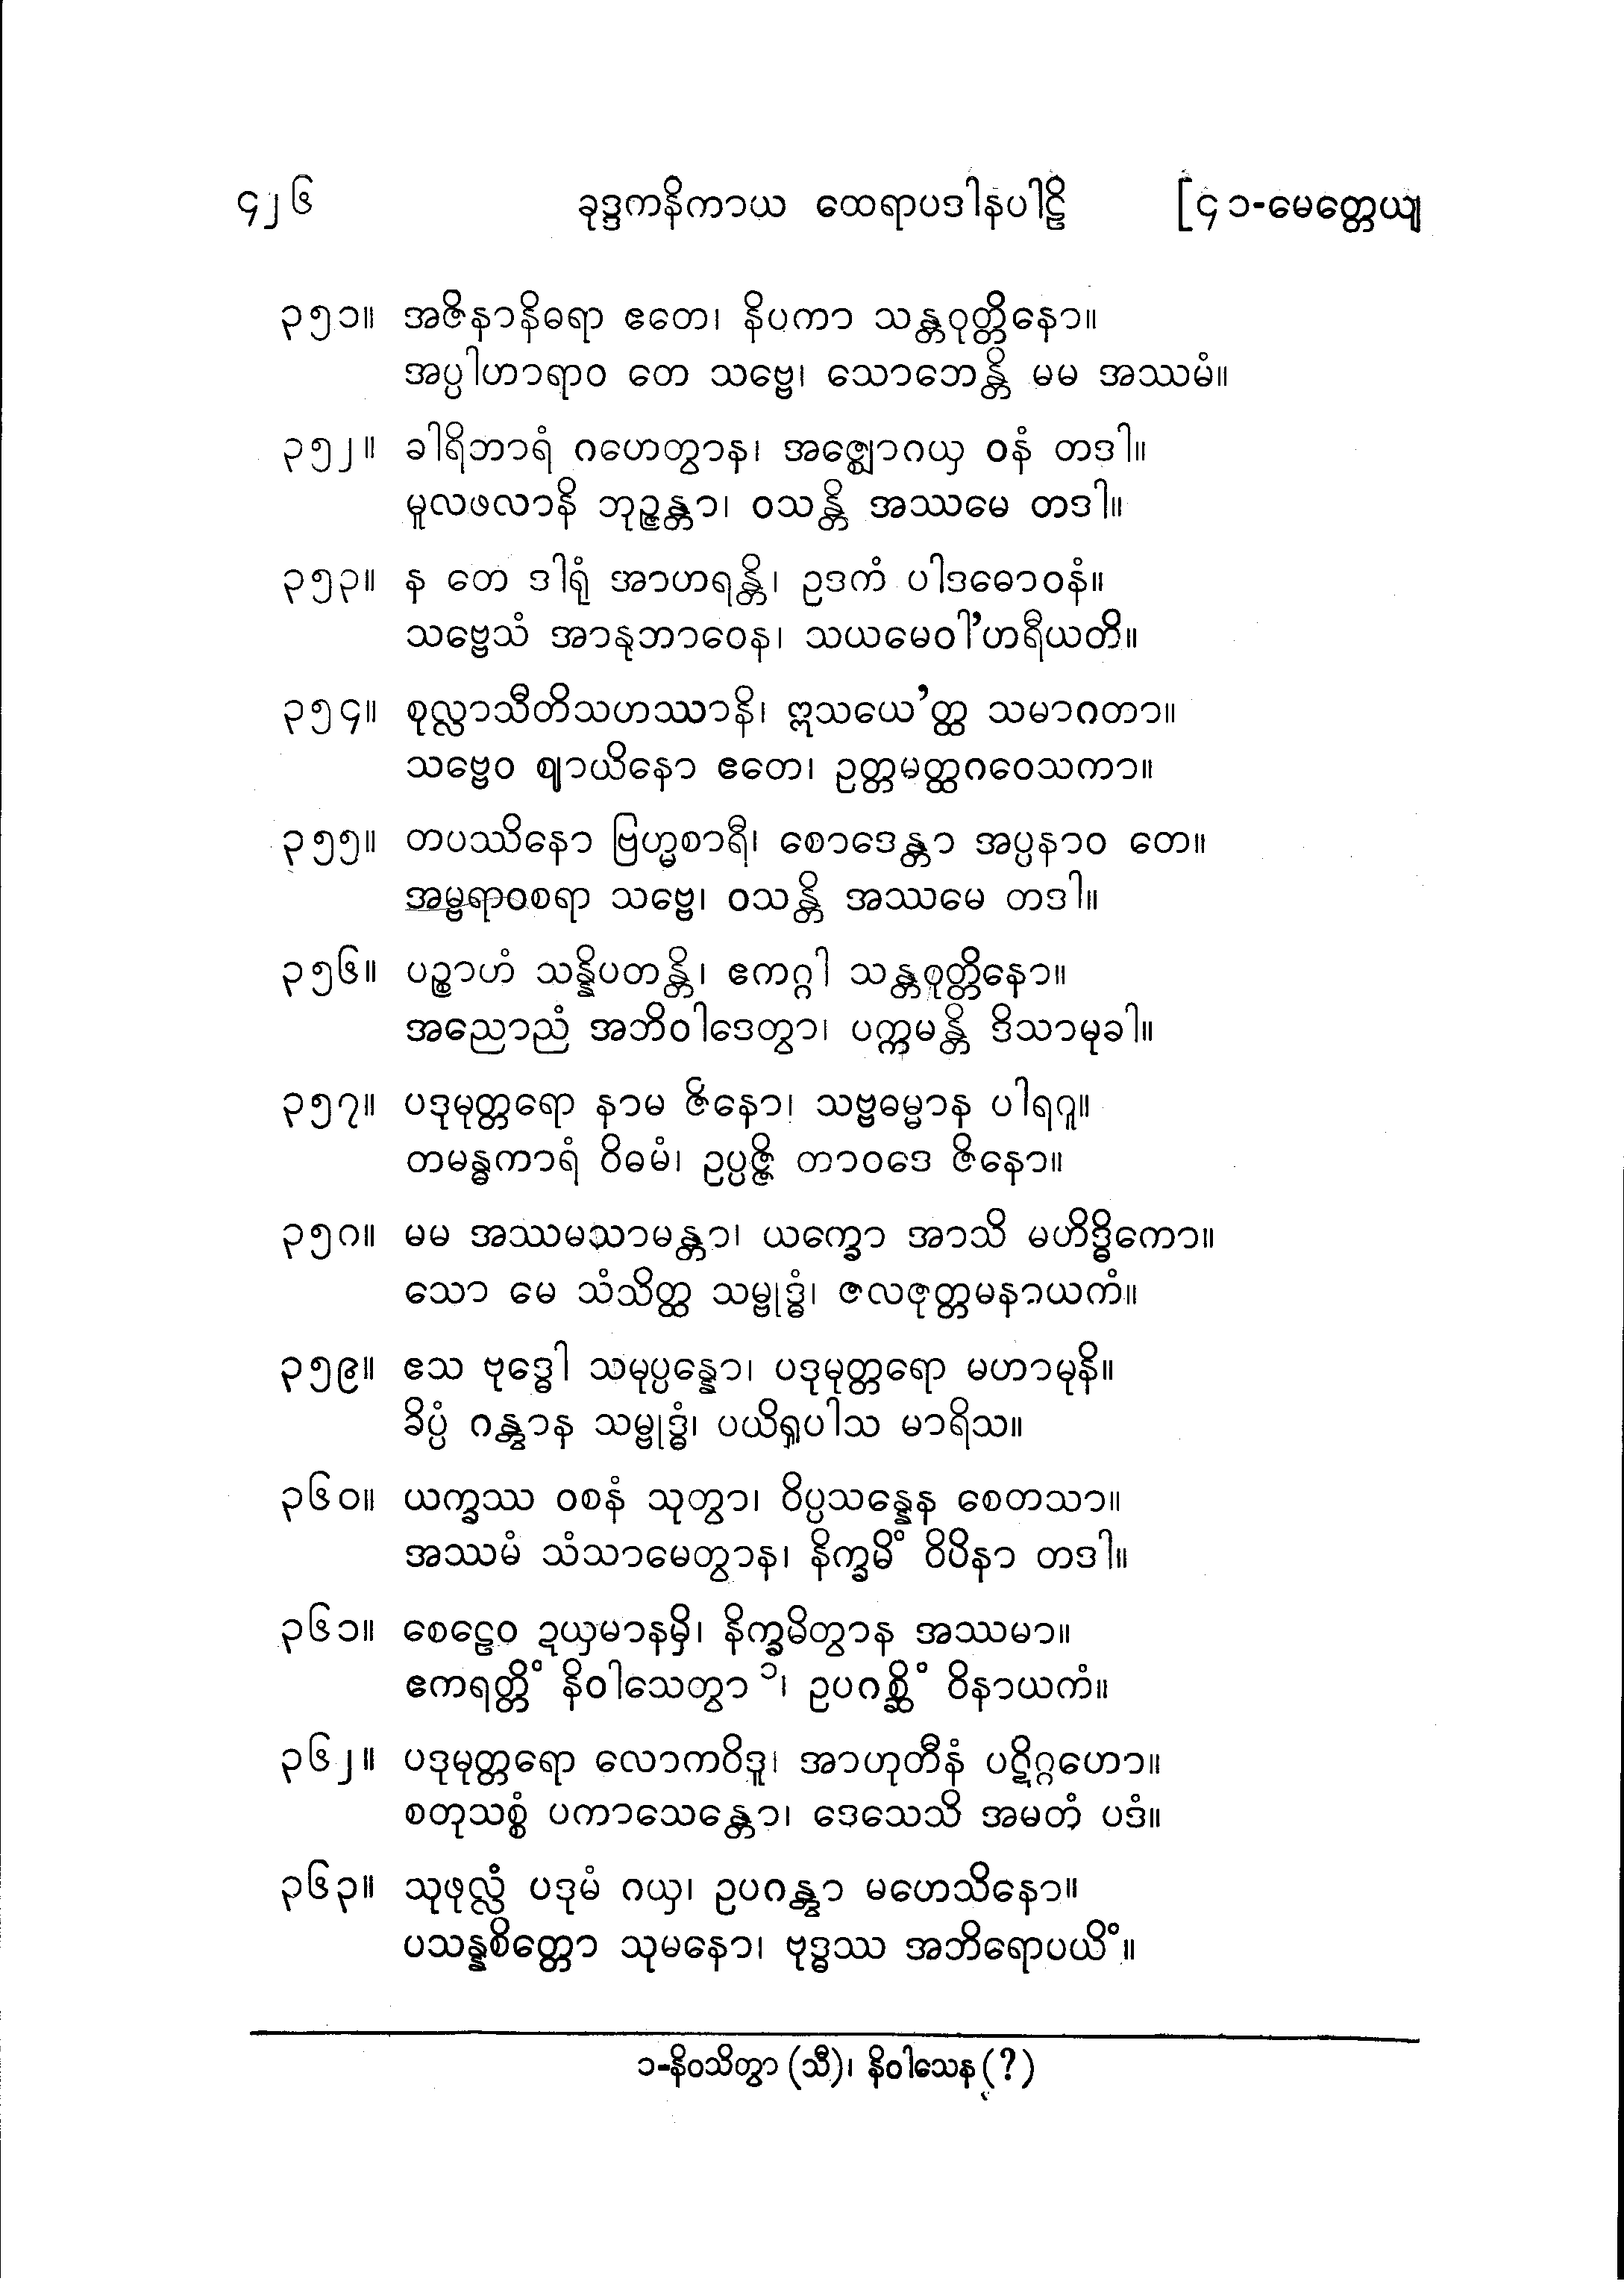 ၄၂၆ ခုဒ္ဒကနိကာယ ထေရာပဒါနပါဠိ [၄၁-မေတ္တေယျ
၃၅၁။ အဇိနာနိဓရာ ဧတေ၊ နိပကာ သန္တဝုတ္တိနော။
အပ္ပါဟာရာဝ တေ သဗ္ဗေ၊ သောဘေန္တိ မမ အဿမံ။
၃၅၂။ ခါရိဘာရံ ဂဟေတွာန၊ အဇ္ဈောဂယှ ဝနံ တဒါ။
မူလဖလာနိ ဘုဉ္ဇန္တာ၊ ဝသန္တိ အဿမေ တဒါ။
၃၅၃။ န တေ ဒါရုံ အာဟရန္တိ၊ ဥဒကံ ပါဒဓောဝနံ။
သဗ္ဗေသံ အာနုဘာဝေန၊ သယမေဝါ’ဟရီယတိ။
၃၅၄။ စုလ္လာသီတိသဟဿာနိ၊ ဣသယေ’တ္ထ သမာဂတာ။
သဗ္ဗေဝ ဈာယိနော ဧတေ၊ ဥတ္တမတ္ထဂဝေသကာ။
၃၅၅။ တပဿိနော ဗြဟ္မစာရီ၊ စောဒေန္တာ အပ္ပနာဝ တေ။
အမ္ဗရာဝစရာ သဗ္ဗေ၊ ဝသန္တိ အဿမေ တဒါ။
၃၅၆။ ပဉ္စာဟံ သန္နိပတန္တိ၊ ဧကဂ္ဂါ သန္တဝုတ္တိနော။
အညောညံ အဘိဝါဒေတွာ၊ ပက္ကမန္တိ ဒိသာမုခါ။
၃၅၇။ ပဒုမုတ္တရော နာမ ဇိနော၊ သဗ္ဗဓမ္မာန ပါရဂူ။
တမန္ဓကာရံ ဝိဓမံ၊ ဥပ္ပဇ္ဇိ တာဝဒေ ဇိနော။
၃၅၈။ မမ အဿမသာမန္တာ၊ ယက္ခော အာသိ မဟိဒ္ဓိကော။
သော မေ သံသိတ္ထ သမ္ဗုဒ္ဓံ၊ ဇလဇုတ္တမနာယကံ။
၃၅၉။ ဧသ ဗုဒ္ဓေါ သမုပ္ပန္နော၊ ပဒုမုတ္တရော မဟာမုနိ။
ခိပ္ပံ ဂန္တွာန သမ္ဗုဒ္ဓံ၊ ပယိရူပါသ မာရိသ။
၃၆၀။ ယက္ခဿ ဝစနံ သုတွာ၊ ဝိပ္ပသန္နေန စေတသာ။
အဿမံ သံသာမေတွာန၊ နိက္ခမိံ ဝိပိနာ တဒါ။
၃၆၁။ စေဠေဝ ဍယှမာနမှိ၊ နိက္ခမိတွာန အဿမာ။
ဧကရတ္တိံ နိဝါသေတွာ ၁၊ ဥပဂစ္ဆိံ ဝိနာယကံ။
၃၆၂။ ပဒုမုတ္တရော လောကဝိဒူ၊ အာဟုတီနံ ပဋိဂ္ဂဟော။
စတုသစ္စံ ပကာသေန္တော၊ ဒေသေသိ အမတံ ပဒံ။
၃၆၃။ သုဖုလ္လံ ပဒုမံ ဂယှ၊ ဥပဂန္တွာ မဟေသိနော။
ပသန္နစိတ္တော သုမနော၊ ဗုဒ္ဓဿ အဘိရောပယိံ။
၁-နိဝသိတွာ (သီ)၊ နိဝါသေန (?)